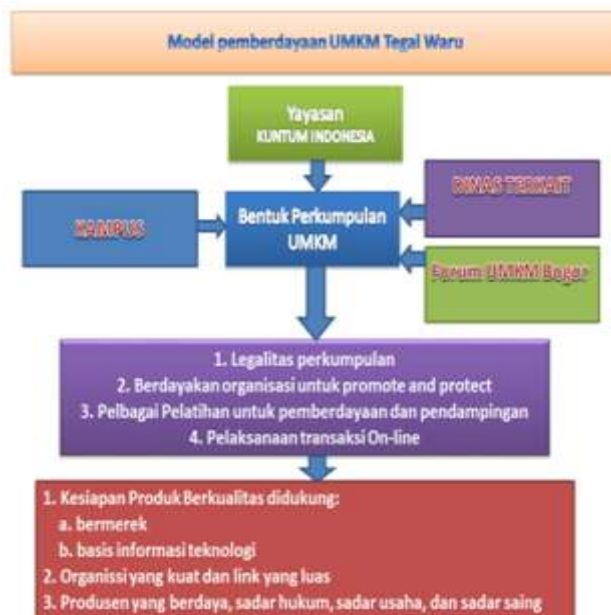 Model pemberdayaan UMKM Tegal Waru
Yayasan
KUNTUM INDONESIA
KAMPUS
Bentuk Perkumpulan
UMKM
DINAS TERKAIT
Forum UMKM Bogor
1. Legalitas perkumpulan
2. Berdayakan organisasi untuk promote and protect
3. Pelbagai Pelatihan untuk pemberdayaan dan pendampingan
4. Pelaksanaan transaksi On-line
1. Kesiapan Produk Berkualitas didukung:
a. bermerek
b. basis informasi teknologi
2. Organissi yang kuat dan link yang luas
3. Produsen yang berdaya, sadar hukum, sadar usaha, dan sadar saing